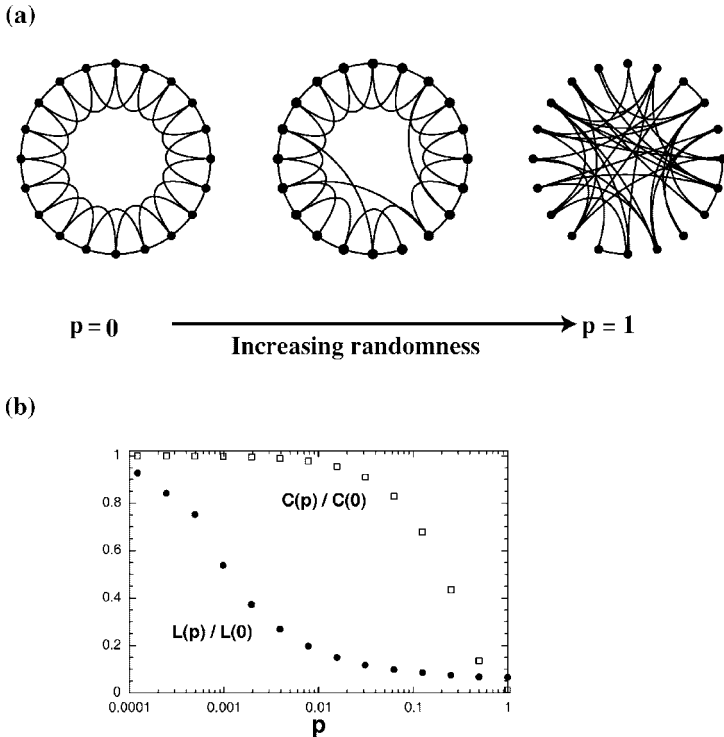 (a)
p = 0
p = 1
Increasing randomness
(b)
1
0.8
0.6
0.4
0.2
0
C(p) / C(0)
L(p) / L(0)
0.0001
0.001
0.01
0.1
1
p